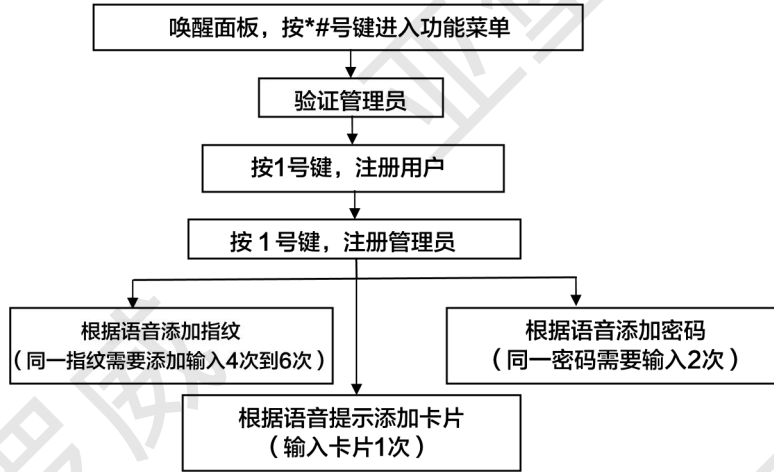 唤醒面板，按*#号键进入功能菜单
验证管理员
按1号键，注册用户
按1号键，注册管理员
根据语音添加指纹
（同一指纹需要添加输入4次到6次）
根据语音添加密码
（同一密码需要输入2次）
根据语音提示添加卡片
（输入卡片1次）